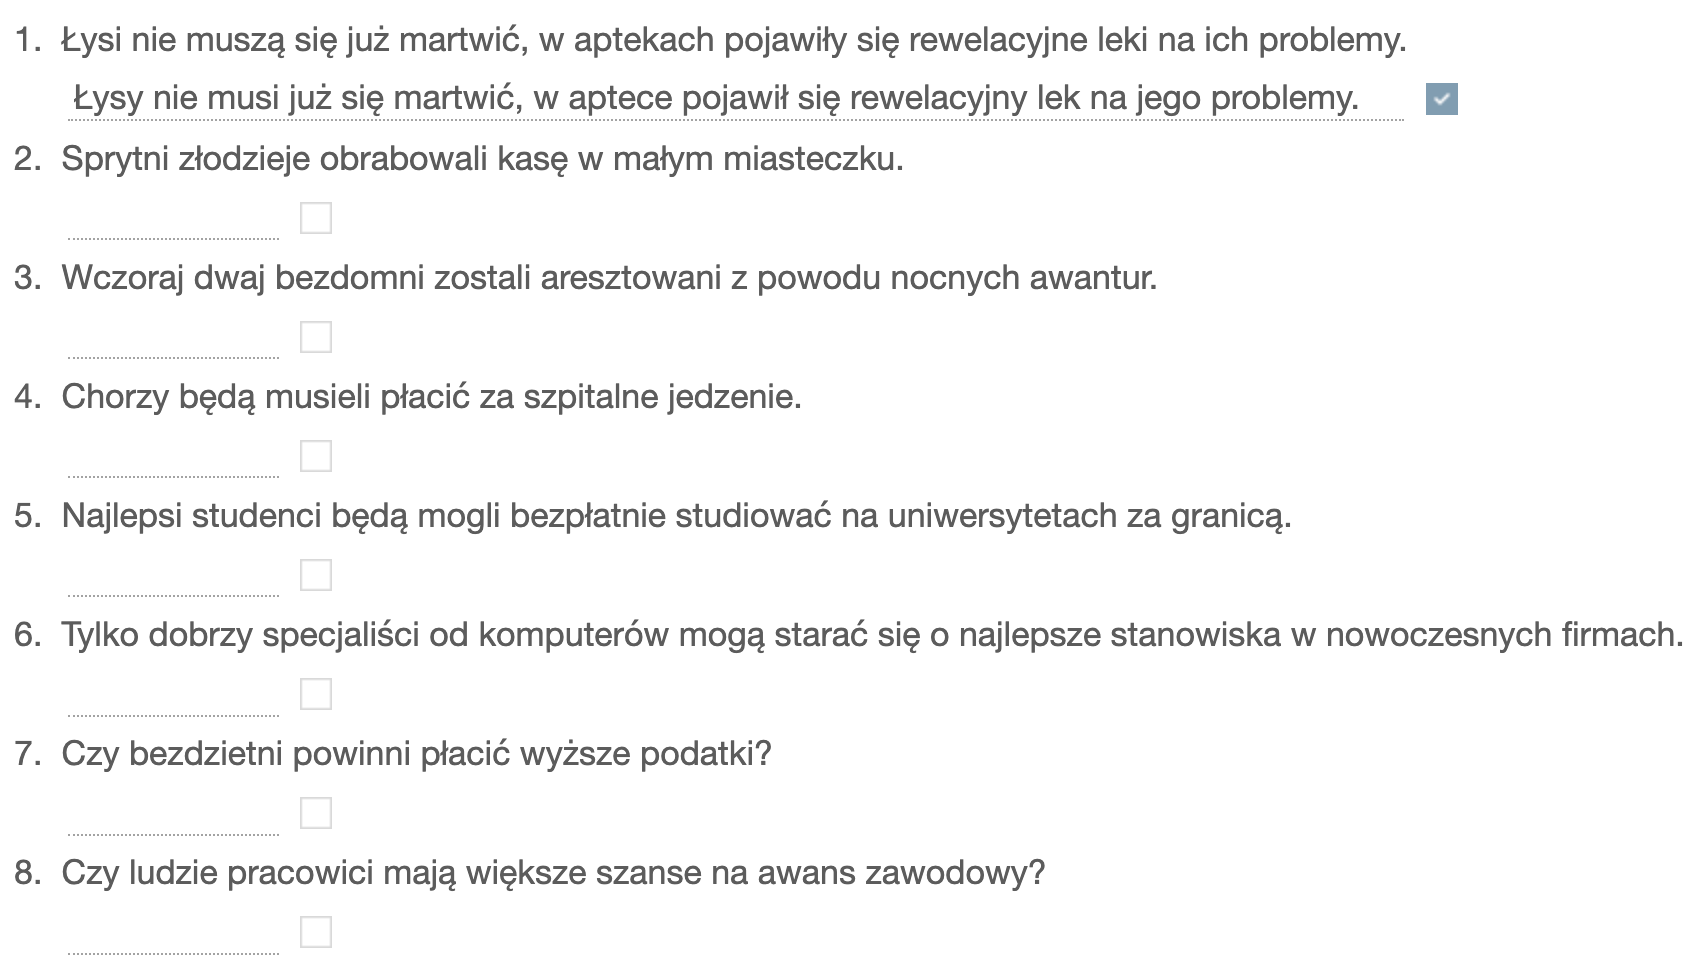 1. Łysi nie muszą się już martwić, w aptekach pojawiły się rewelacyjne leki na ich problemy.
Łysy nie musi już się martwić, w aptece pojawił się rewelacyjny lek na jego problemy.
2. Sprytni złodzieje obrabowali kasę w małym miasteczku.
3. Wczoraj dwaj bezdomni zostali aresztowani z powodu nocnych awantur.
4. Chorzy będą musieli płacić za szpitalne jedzenie.
5. Najlepsi studenci będą mogli bezpłatnie studiować na uniwersytetach za granicą.
6. Tylko dobrzy specjaliści od komputerów mogą starać się o najlepsze stanowiska w nowoczesnych firmach.
7. Czy bezdzietni powinni płacić wyższe podatki?
8. Czy ludzie pracowici mają większe szanse na awans zawodowy?